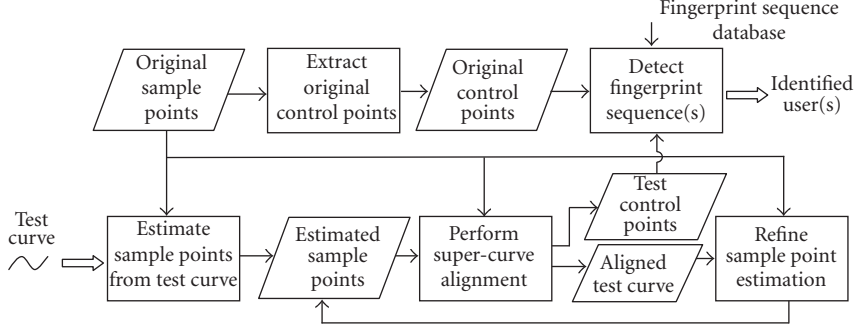 Fingerprint sequence
database
Original
sample
points
Extract
original
control points
Original
control
points
Detect
fingerprint
sequence(s)
Identified
user(s)
Test
curve
Estimate
sample points
from test curve
Estimated
sample
points
Perform
super-curve
alignment
Test
control
points
Aligned
test curve
Refine
sample point
estimation